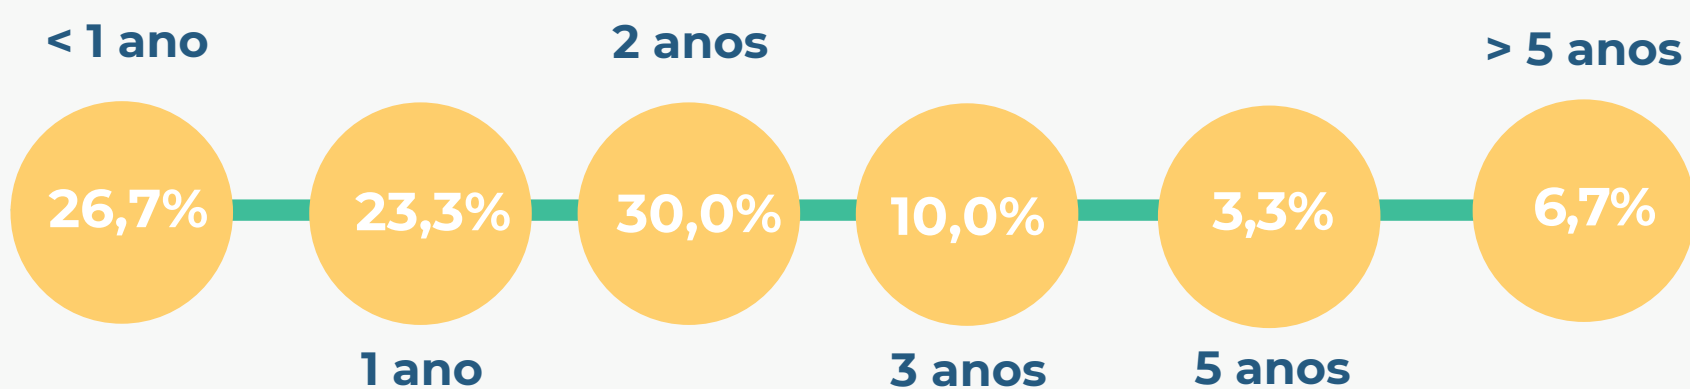 < 1 ano
2 anos
> 5 anos
26,7%
23,3%
30,0%
10,0%
3,3%
6,7%
1 ano
3 anos
5 anos